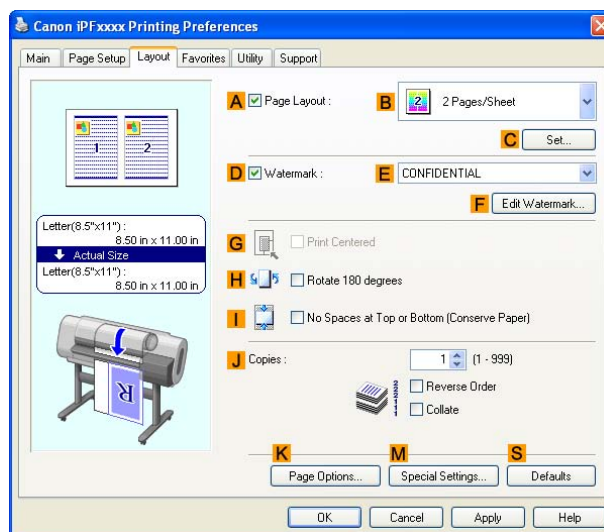 Canon iPFxxxx Printing Preferences
Main Page Setup Layout Favorites Utility Support
A Page Layout : B 2 2 Pages/Sheet
1 2
C Set...
D Watermark : E CONFIDENTIAL
F Edit Watermark...
Letter(8.5"x11") :
8.50 in x 11.00 in
Actual Size
Letter(8.5"x11") :
8.50 in x 11.00 in
G Print Centered
H Rotate 180 degrees
I No Spaces at Top or Bottom (Conserve Paper)
J Copies : 1 (1 - 999)
R
Reverse Order
Collate
K M S
Page Options... Special Settings... Defaults
OK Cancel Apply Help